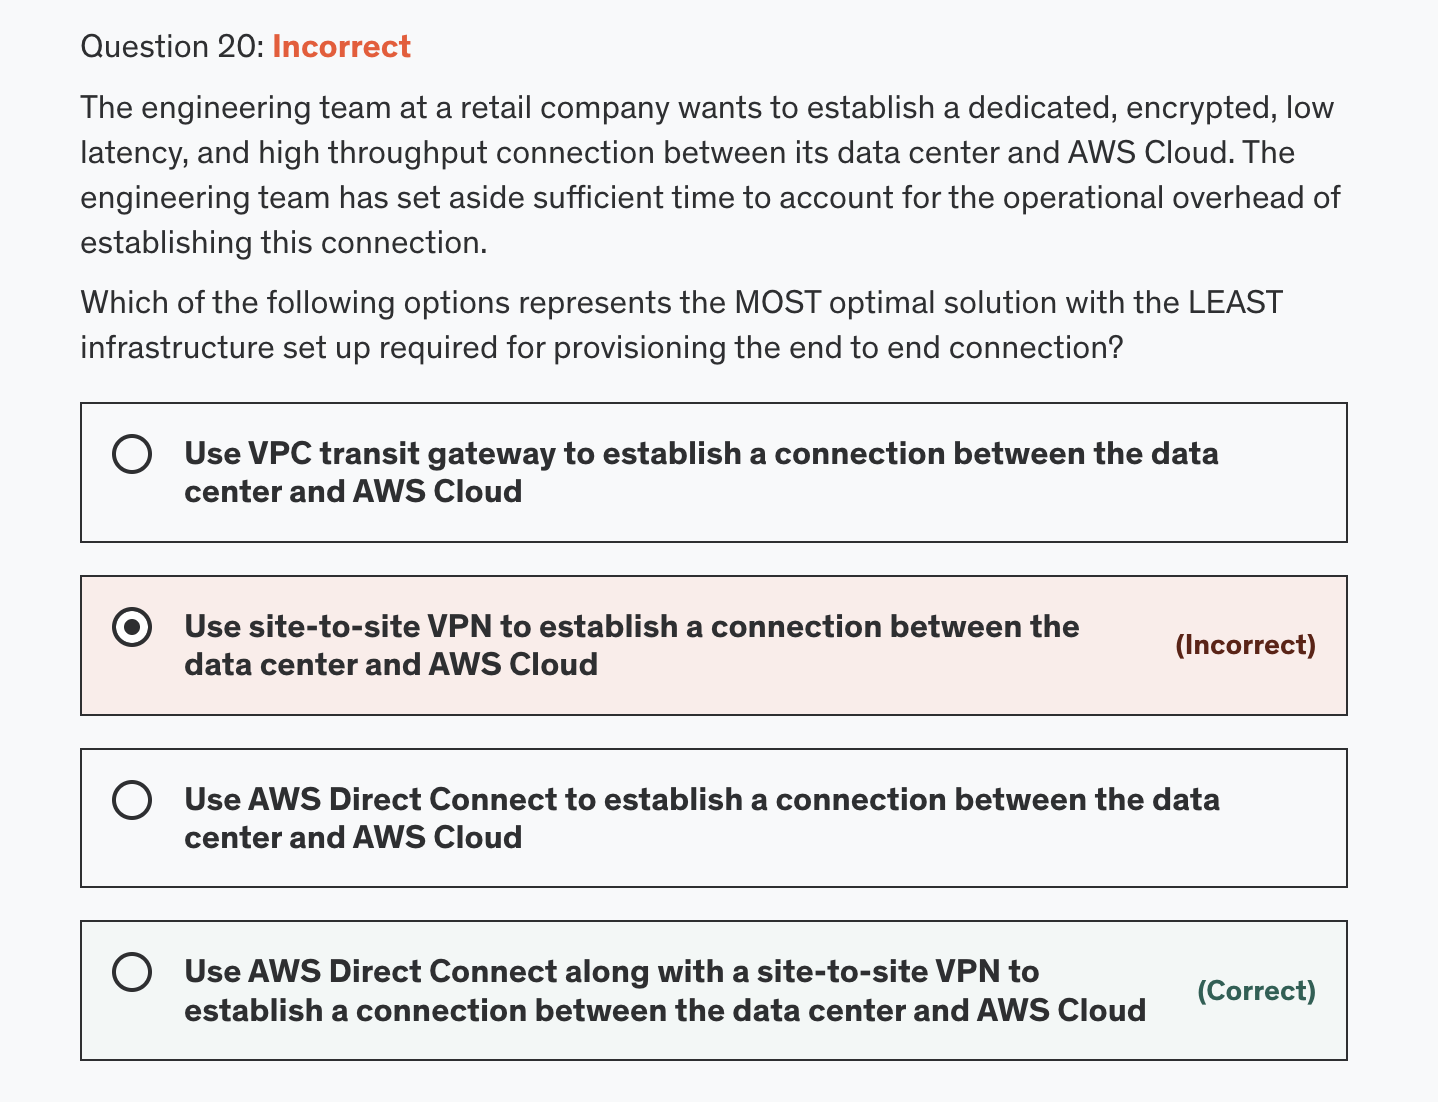 Question 20: Incorrect
The engineering team at a retail company wants to establish a dedicated, encrypted, low
latency, and high throughput connection between its data center and AWS Cloud. The
engineering team has set aside sufficient time to account for the operational overhead of
establishing this connection.
Which of the following options represents the MOST optimal solution with the LEAST
infrastructure set up required for provisioning the end to end connection?
Use VPC transit gateway to establish a connection between the data
center and AWS Cloud
Use site-to-site VPN to establish a connection between the
data center and AWS Cloud
(Incorrect)
Use AWS Direct Connect to establish a connection between the data
center and AWS Cloud
Use AWS Direct Connect along with a site-to-site VPN to
establish a connection between the data center and AWS Cloud
(Correct)